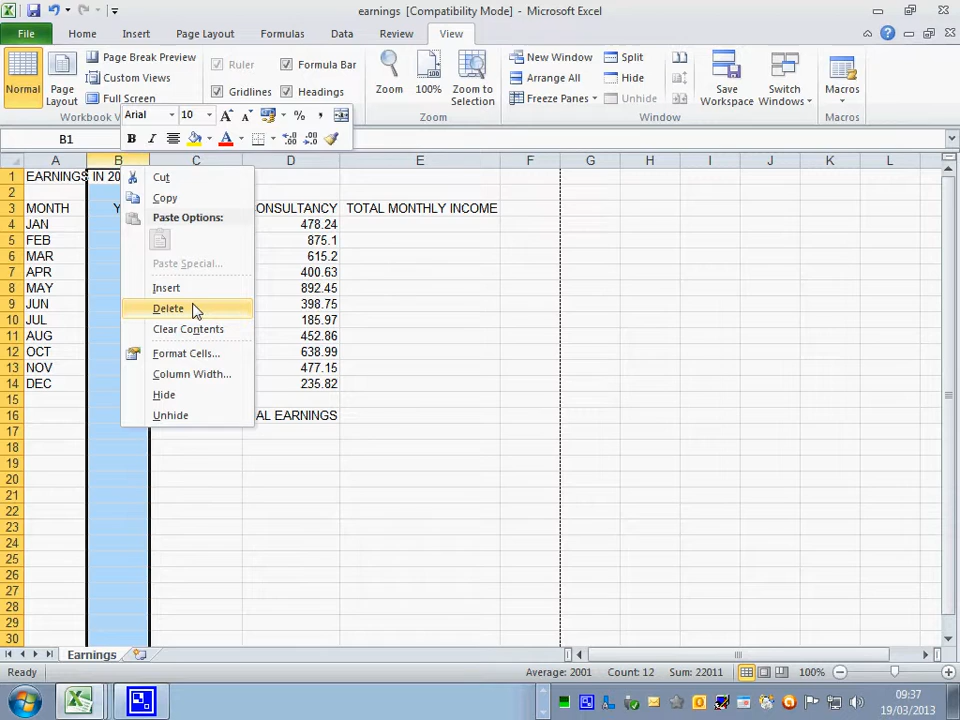 earnings [Compatibility Mode] - Microsoft Excel
File Home Insert Page Layout Formulas Data Review View
Normal
Page Layout
Page Break Preview
Custom Views
Full Screen
Workbook V
Ruler
Formula Bar
Gridlines
Headings
Zoom
100%
Zoom to Selection
Zoom
New Window
Arrange All
Freeze Panes
Split
Hide
Unhide
Save Workspace
Switch Windows
Window
Macros
Macros
Arial 10
B I A
B1
A B C D E F G H I J K L
1 EARNINGS IN 20
2
3 MONTH Y ONSULTANCY TOTAL MONTHLY INCOME
4 JAN 478.24
5 FEB 875.1
6 MAR 615.2
7 APR 400.63
8 MAY 892.45
9 JUN 398.75
10 JUL 185.97
11 AUG 452.86
12 OCT 638.99
13 NOV 477.15
14 DEC 235.82
15
16 AL EARNINGS
17
18
19
20
21
22
23
24
25
26
27
28
29
30
Cut
Copy
Paste Options:
Paste Special...
Insert
Delete
Clear Contents
Format Cells...
Column Width...
Hide
Unhide
Earnings
Ready Average: 2001 Count: 12 Sum: 22011 100%
09:37
19/03/2013